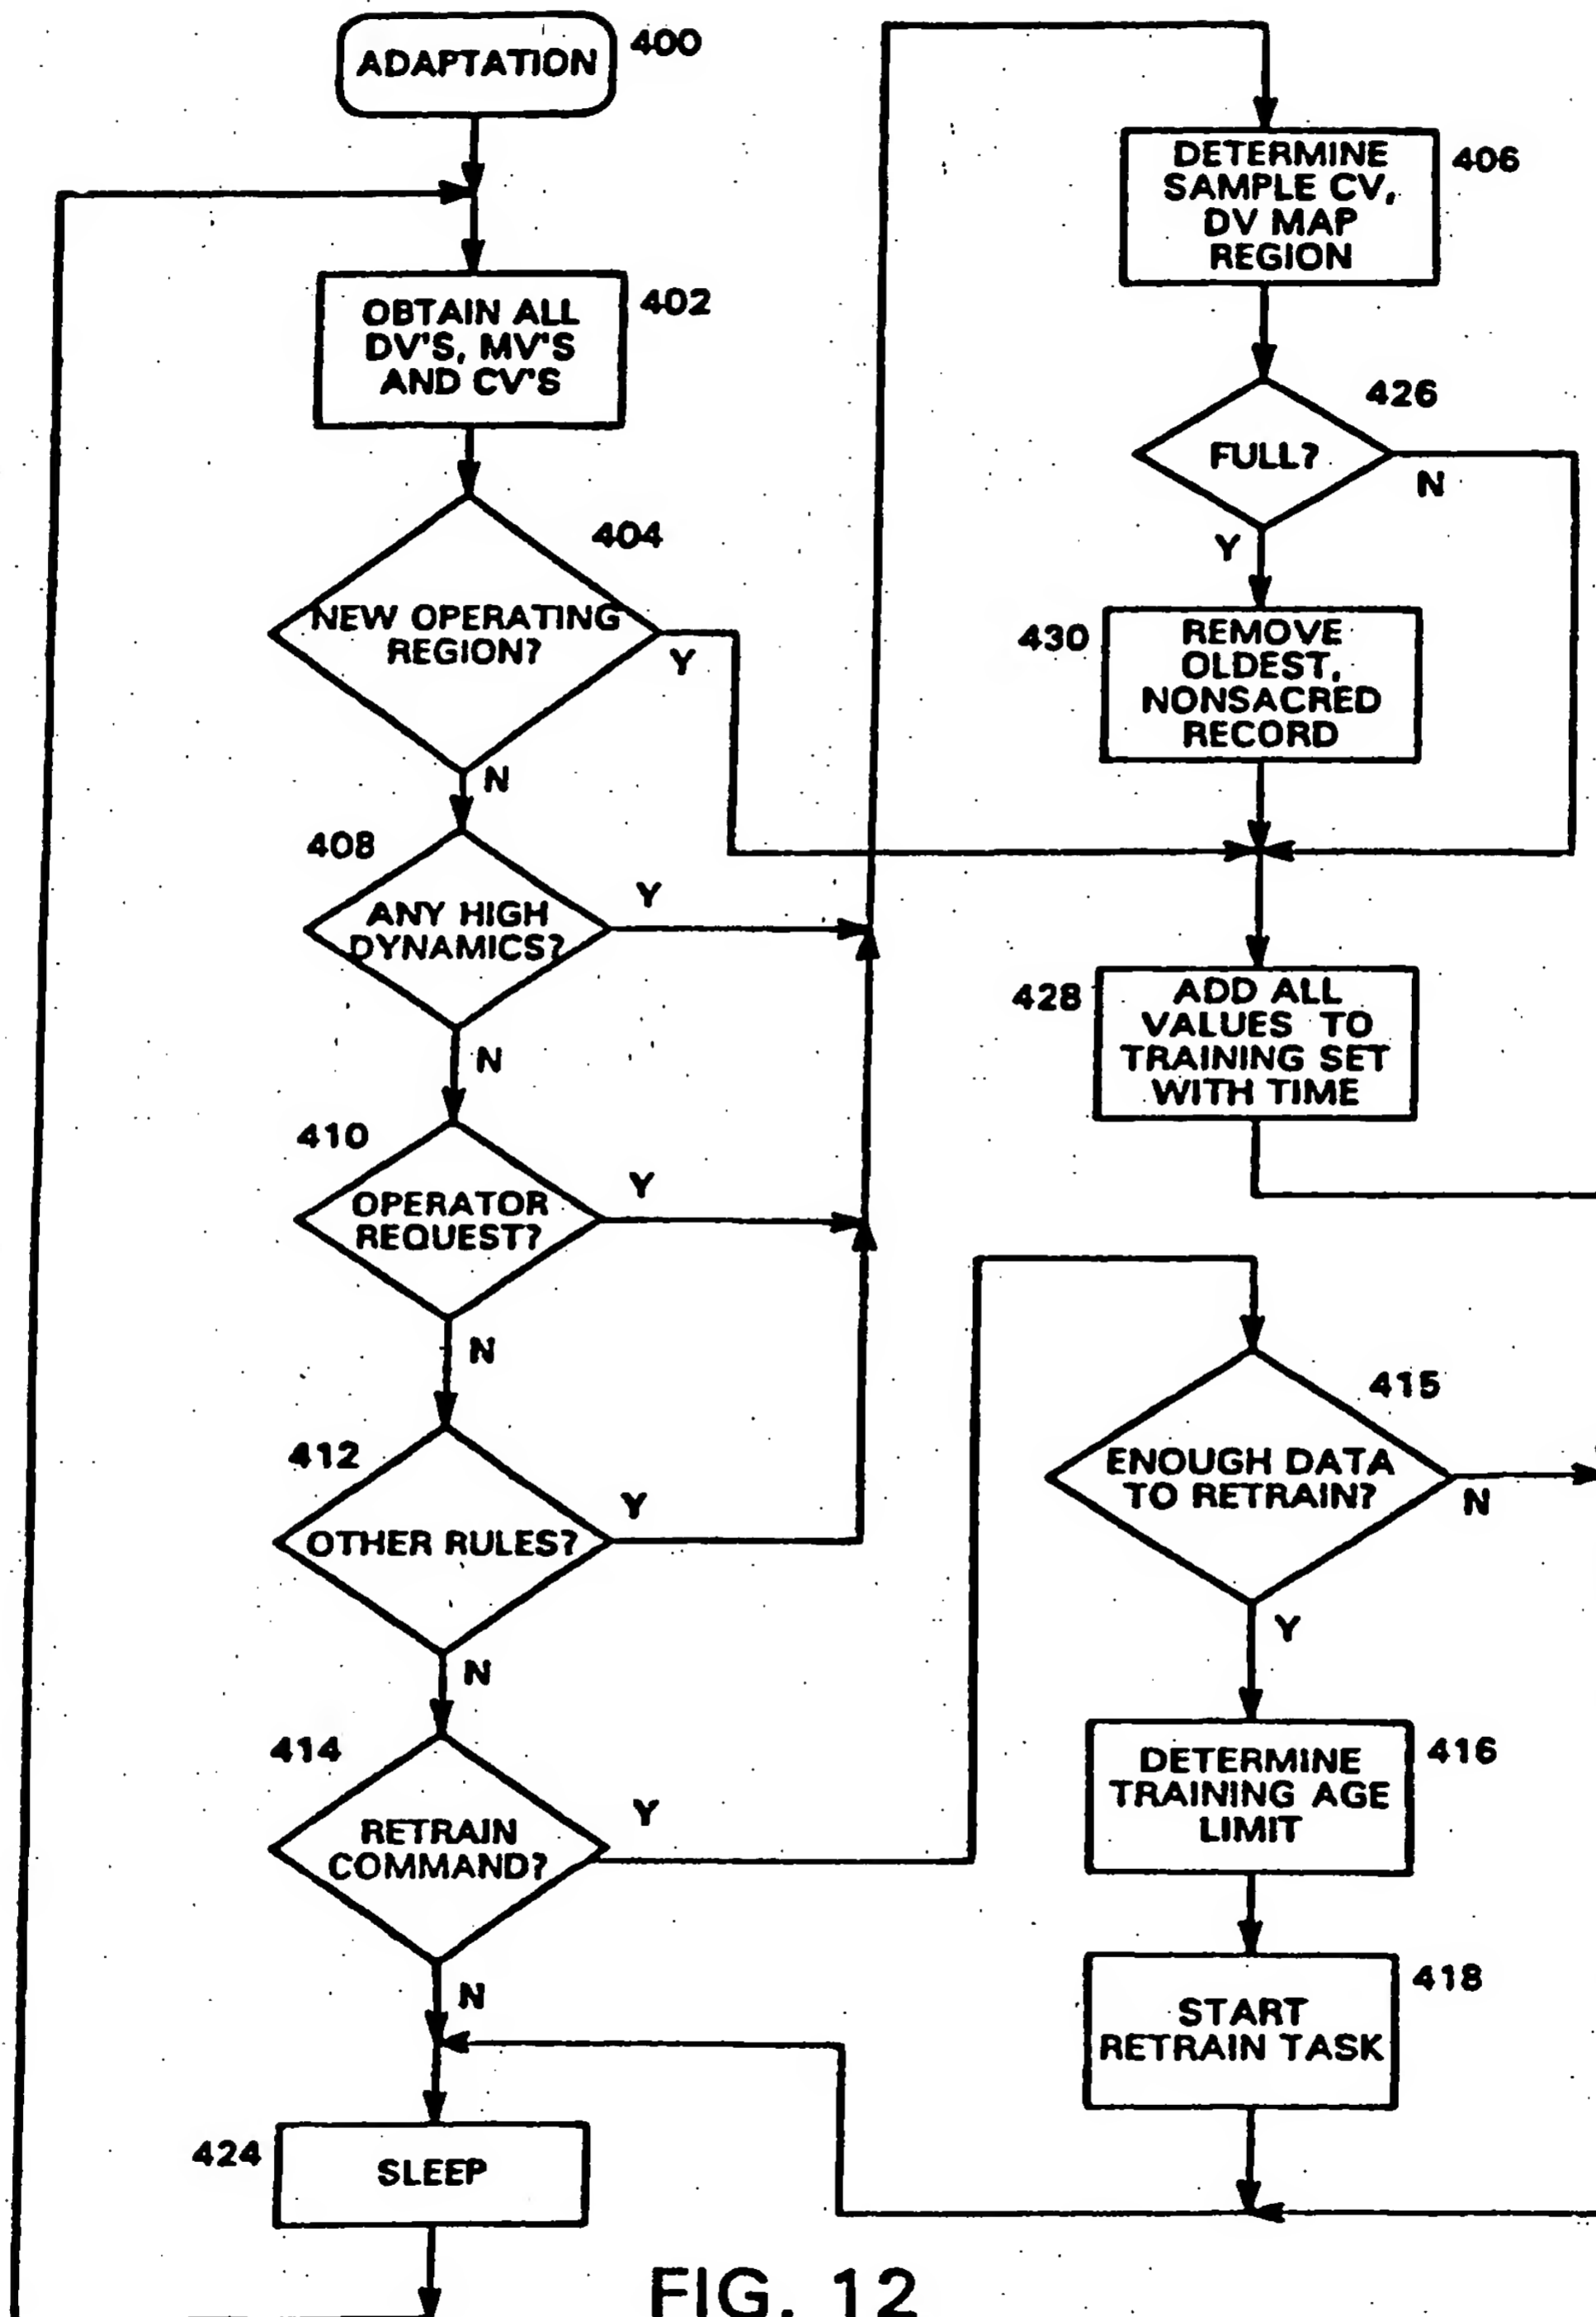 ADAPTATION
400
OBTAIN ALL
DV'S, MV'S
AND CV'S
402
404
NEW OPERATING
REGION?
Y
N
408
ANY HIGH
DYNAMICS?
Y
N
410
OPERATOR
REQUEST?
Y
N
412
OTHER RULES?
Y
N
414
RETRAIN
COMMAND?
Y
N
424
SLEEP
DETERMINE
SAMPLE CV,
DV MAP
REGION
406
426
FULL?
N
Y
430
REMOVE
OLDEST,
NONSACRED
RECORD
428
ADD ALL
VALUES TO
TRAINING SET
WITH TIME
415
ENOUGH DATA
TO RETRAIN?
N
Y
DETERMINE
TRAINING AGE
LIMIT
416
START
RETRAIN TASK
418
FIG. 12